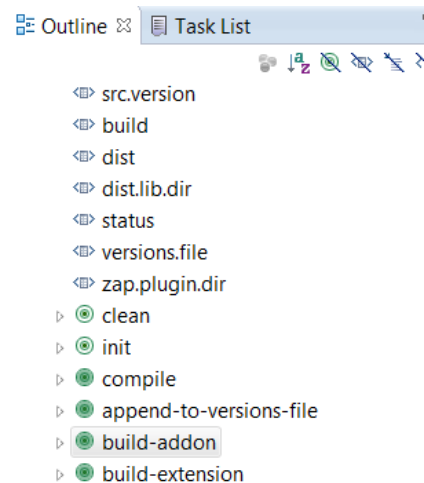 Outline Task List
src.version
build
dist
dist.lib.dir
status
versions.file
zap.plugin.dir
clean
init
compile
append-to-versions-file
build-addon
build-extension